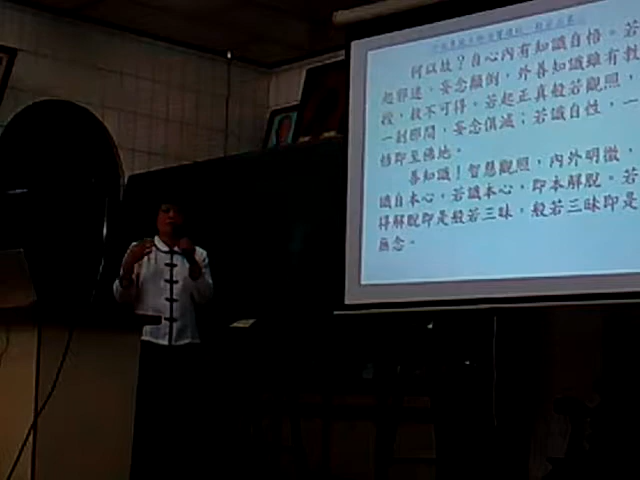 何以故？自心內有知識自悟。若
起邪迷，妄念顛倒，外善知識雖有教
授，救不可得。若起正真般若觀照，
一剎那間，妄念俱滅；若識自性，一
悟即至佛地。
善知識！智慧觀照，內外明徹，
識自本心。若識本心，即本解脫。若
得解脫即是般若三昧，般若三昧即是
無念。